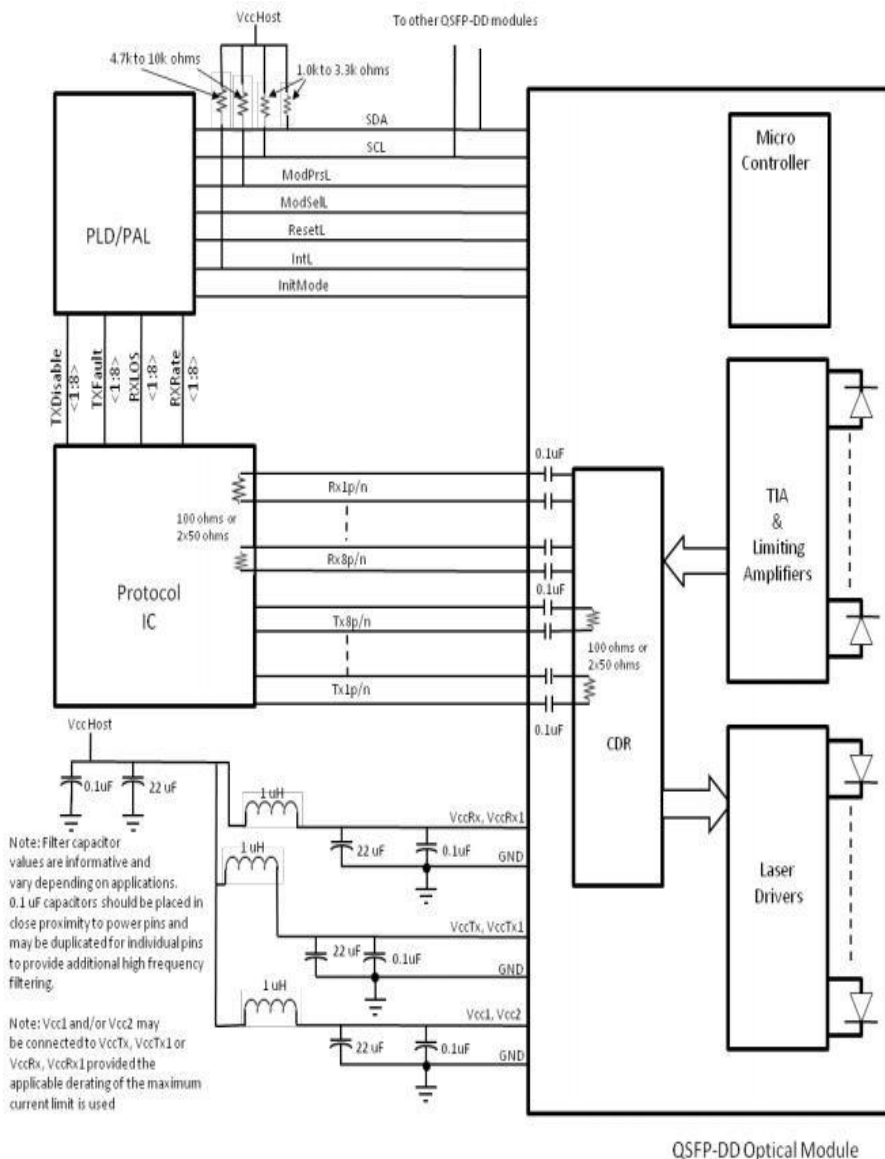 VccHost
To other QSFP-DD modules
4.7k to 10k ohms
1.0k to 3.3k ohms
SDA
SCL
ModPrsL
ModSelL
ResetL
IntL
InitMode
PLD/PAL
Micro
Controller
TXDisable
<1:8>
TXFault
<1:8>
RXLOS
<1:8>
RXRate
<1:8>
0.1uF
Rx1p/n
100 ohms or
2x50 ohms
Rx8p/n
0.1uF
Protocol
IC
Tx8p/n
100 ohms or
2x50 ohms
Tx1p/n
0.1uF
CDR
TIA
&
Limiting
Amplifiers
VccHost
0.1uF
22 uF
1 uH
VccRx, VccRx1
22 uF
0.1uF
GND
1 uH
VccTx, VccTx1
22 uF
0.1uF
GND
1 uH
Vcc1, Vcc2
22 uF
0.1uF
GND
Laser
Drivers
Note: Filter capacitor
values are informative and
vary depending on applications.
0.1 uF capacitors should be placed in
close proximity to power pins and
may be duplicated for individual pins
to provide additional high frequency
filtering.
Note: Vcc1 and/or Vcc2 may
be connected to VccTx, VccTx1 or
VccRx, VccRx1 provided the
applicable derating of the maximum
current limit is used
QSFP-DD Optical Module